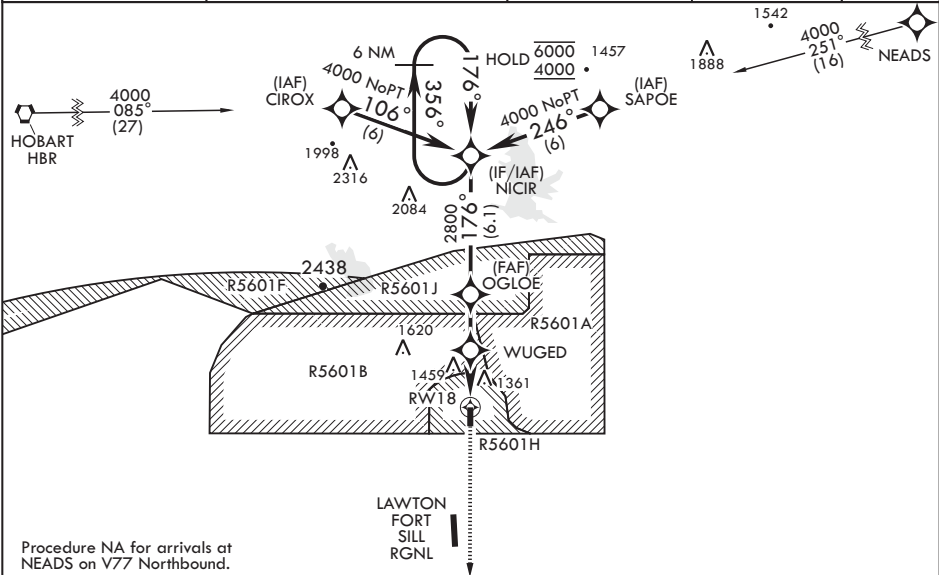 1542
4000
251°
(16)
NEADS
6 NM
HOLD
6000
4000
1457
1888
176°
356°
(IAF)
CIROX
4000 NoPT
106°
(6)
(IAF)
SAPOE
4000 NoPT
246°
(6)
4000
085°
(27)
HOBART
HBR
1998
2316
2084
(IF/IAF)
NICIR
2800
176°
(6.1)
2438
R5601F
R5601J
(FAF)
OGLOE
R5601A
1620
WUGED
R5601B
1459
1361
RW18
R5601H
LAWTON
FORT
SILL
RGNL
Procedure NA for arrivals at
NEADS on V77 Northbound.